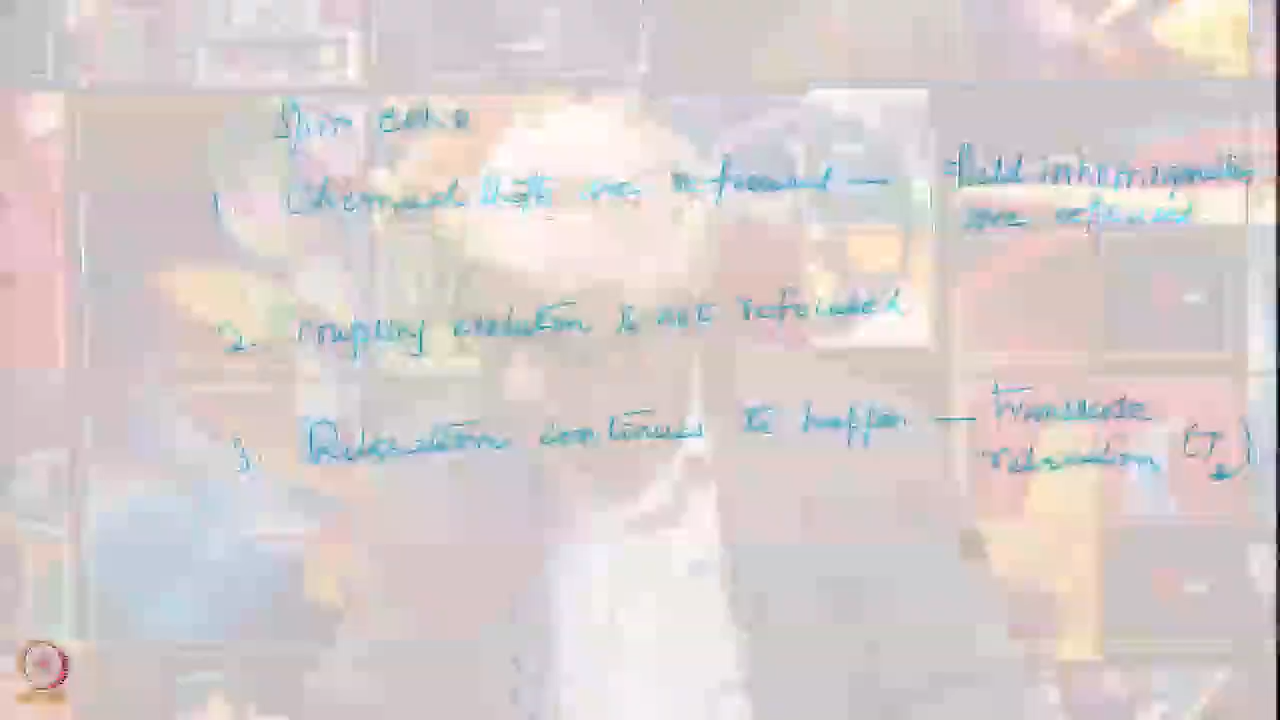 Spin echo
1. Chemical shifts are refocused — field inhomogeneities are refocused
2. Coupling evolution is not refocused
3. Relaxation continues to happen — Transverse relaxation (T₂)